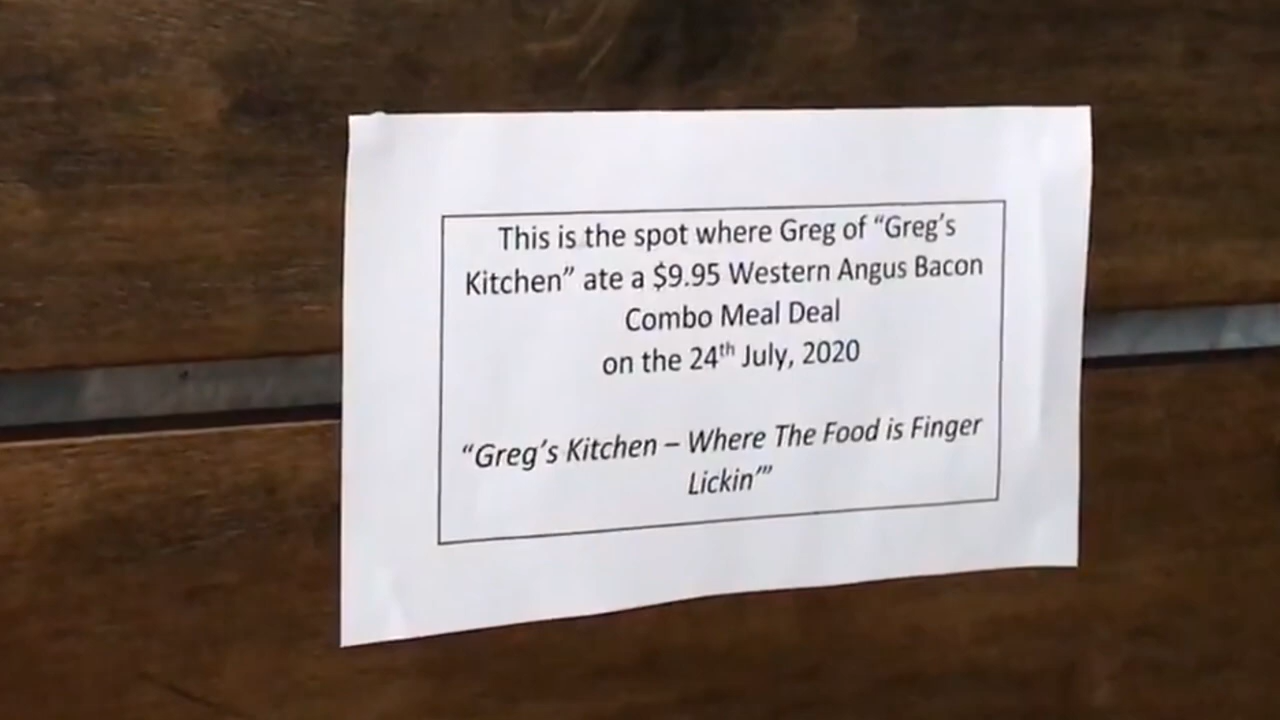 This is the spot where Greg of “Greg’s
Kitchen” ate a $9.95 Western Angus Bacon
Combo Meal Deal
on the 24th July, 2020
“Greg’s Kitchen – Where The Food is Finger
Lickin’”